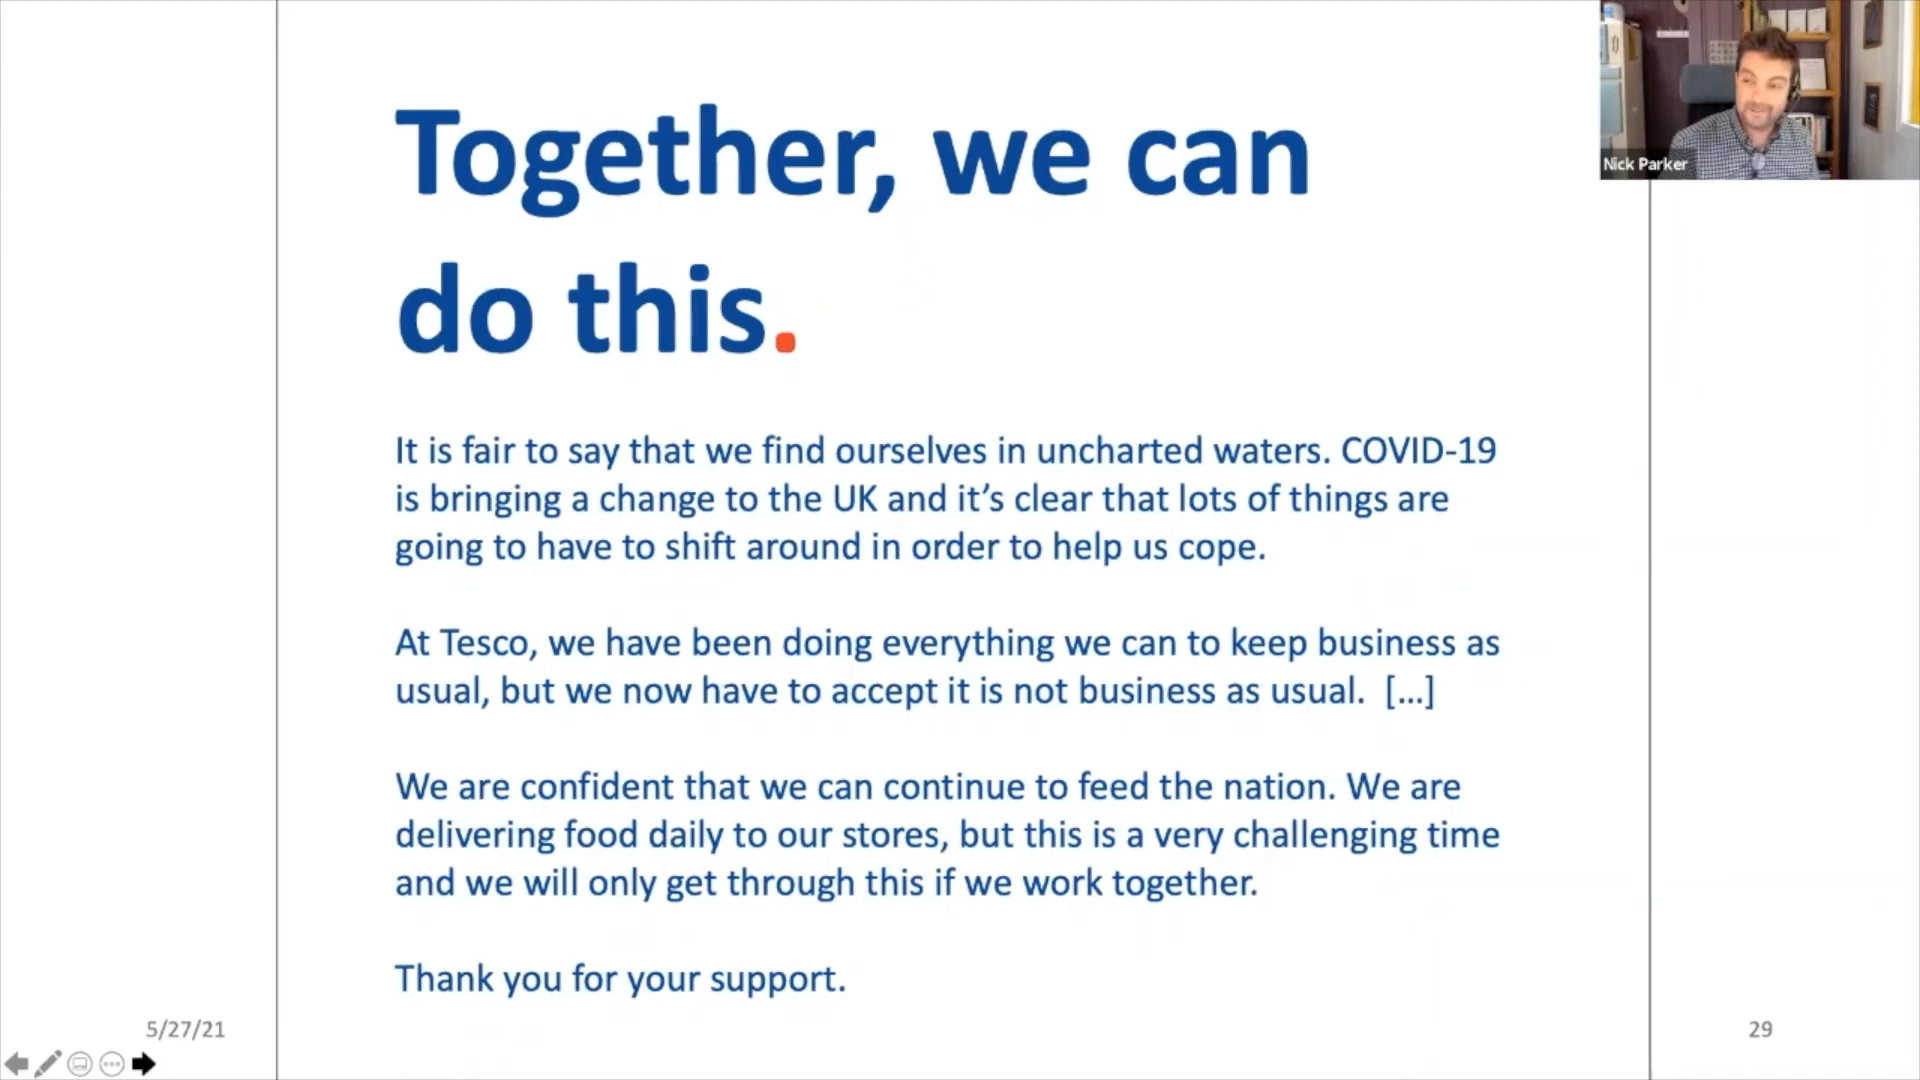 Together, we can
do this.
Nick Parker
It is fair to say that we find ourselves in uncharted waters. COVID-19
is bringing a change to the UK and it’s clear that lots of things are
going to have to shift around in order to help us cope.
At Tesco, we have been doing everything we can to keep business as
usual, but we now have to accept it is not business as usual.  [...]
We are confident that we can continue to feed the nation. We are
delivering food daily to our stores, but this is a very challenging time
and we will only get through this if we work together.
Thank you for your support.
5/27/21
29